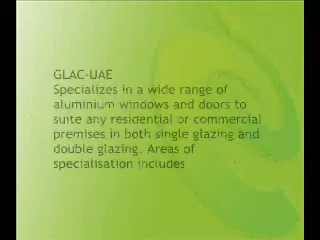 GLAC-UAE
Specializes in a wide range of
aluminium windows and doors to
suite any residential or commercial
premises in both single glazing and
double glazing. Areas of
specialisation includes